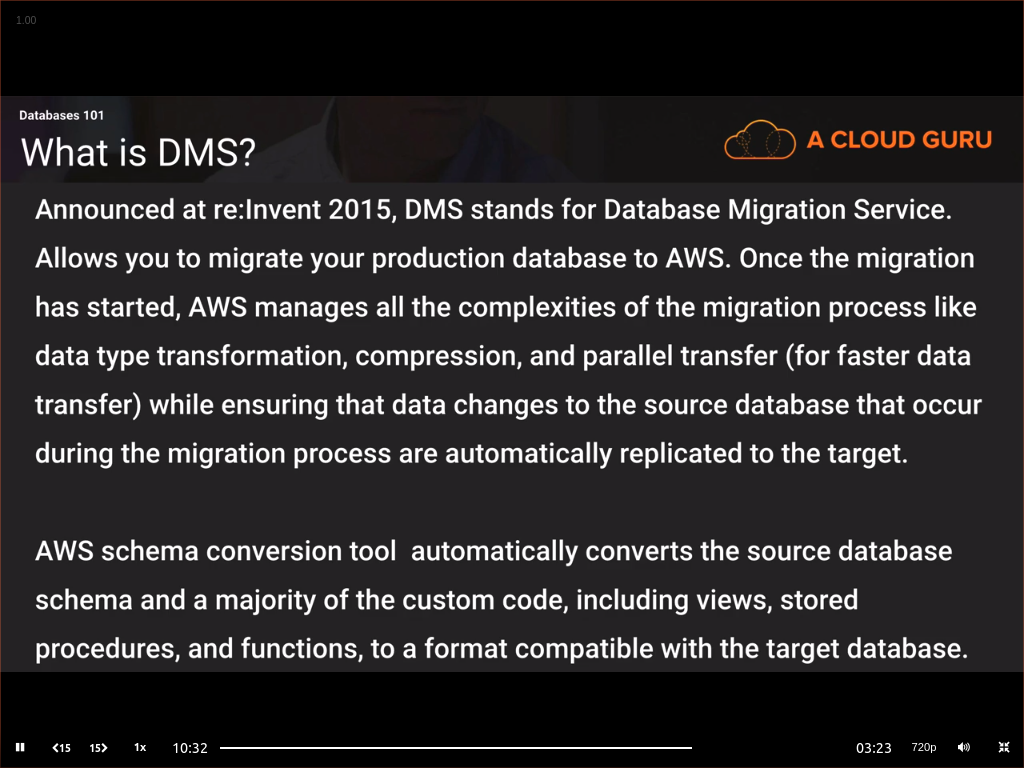 1.00
Databases 101
What is DMS?
A CLOUD GURU
Announced at re:Invent 2015, DMS stands for Database Migration Service.
Allows you to migrate your production database to AWS. Once the migration
has started, AWS manages all the complexities of the migration process like
data type transformation, compression, and parallel transfer (for faster data
transfer) while ensuring that data changes to the source database that occur
during the migration process are automatically replicated to the target.
AWS schema conversion tool  automatically converts the source database
schema and a majority of the custom code, including views, stored
procedures, and functions, to a format compatible with the target database.
15 15 1x 10:32 03:23 720p